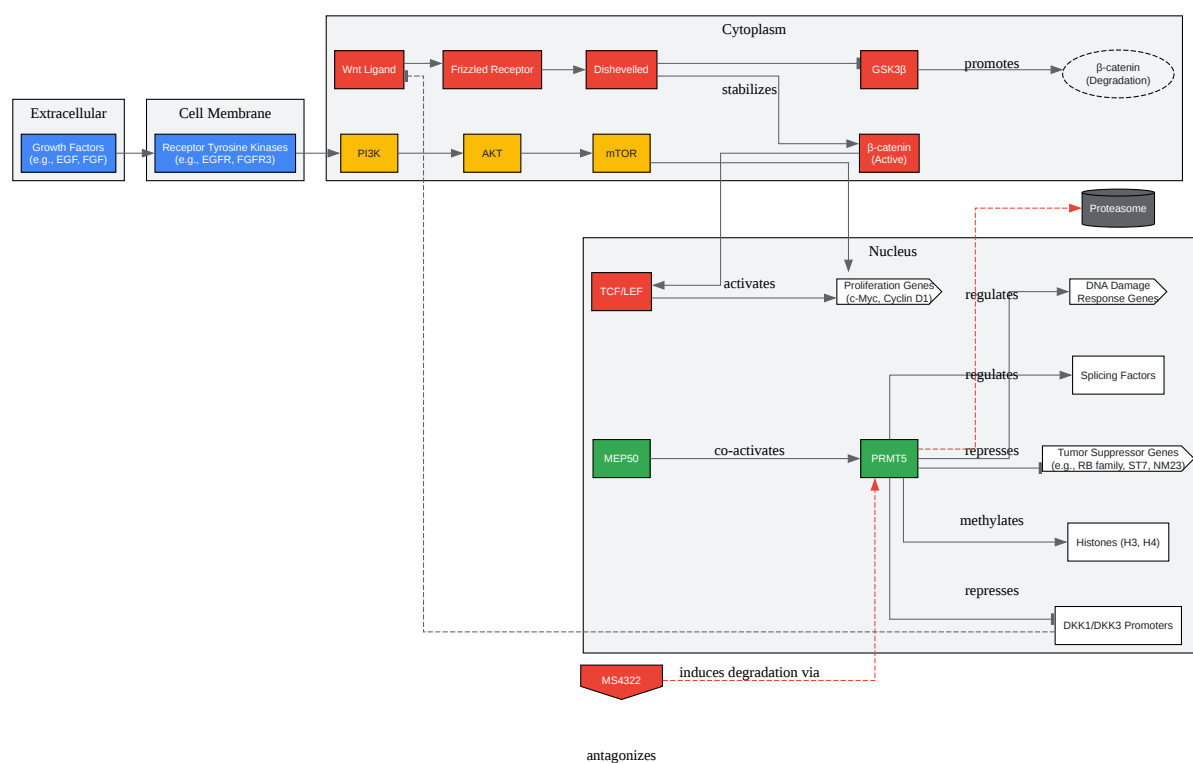 Cytoplasm
Wnt Ligand
Frizzled Receptor
Dishevelled
GSK3β
promotes
β-catenin
(Degradation)
stabilizes
Extracellular
Growth Factors
(e.g., EGF, FGF)
Cell Membrane
Receptor Tyrosine Kinases
(e.g., EGFR, FGFR3)
PI3K
AKT
mTOR
β-catenin
(Active)
Proteasome
Nucleus
TCF/LEF
activates
Proliferation Genes
(c-Myc, Cyclin D1)
regulates
DNA Damage
Response Genes
regulates
Splicing Factors
MEP50
co-activates
PRMT5
represses
Tumor Suppressor Genes
(e.g., RB family, ST7, NM23)
methylates
Histones (H3, H4)
represses
DKK1/DKK3 Promoters
MS4322
induces degradation via
antagonizes